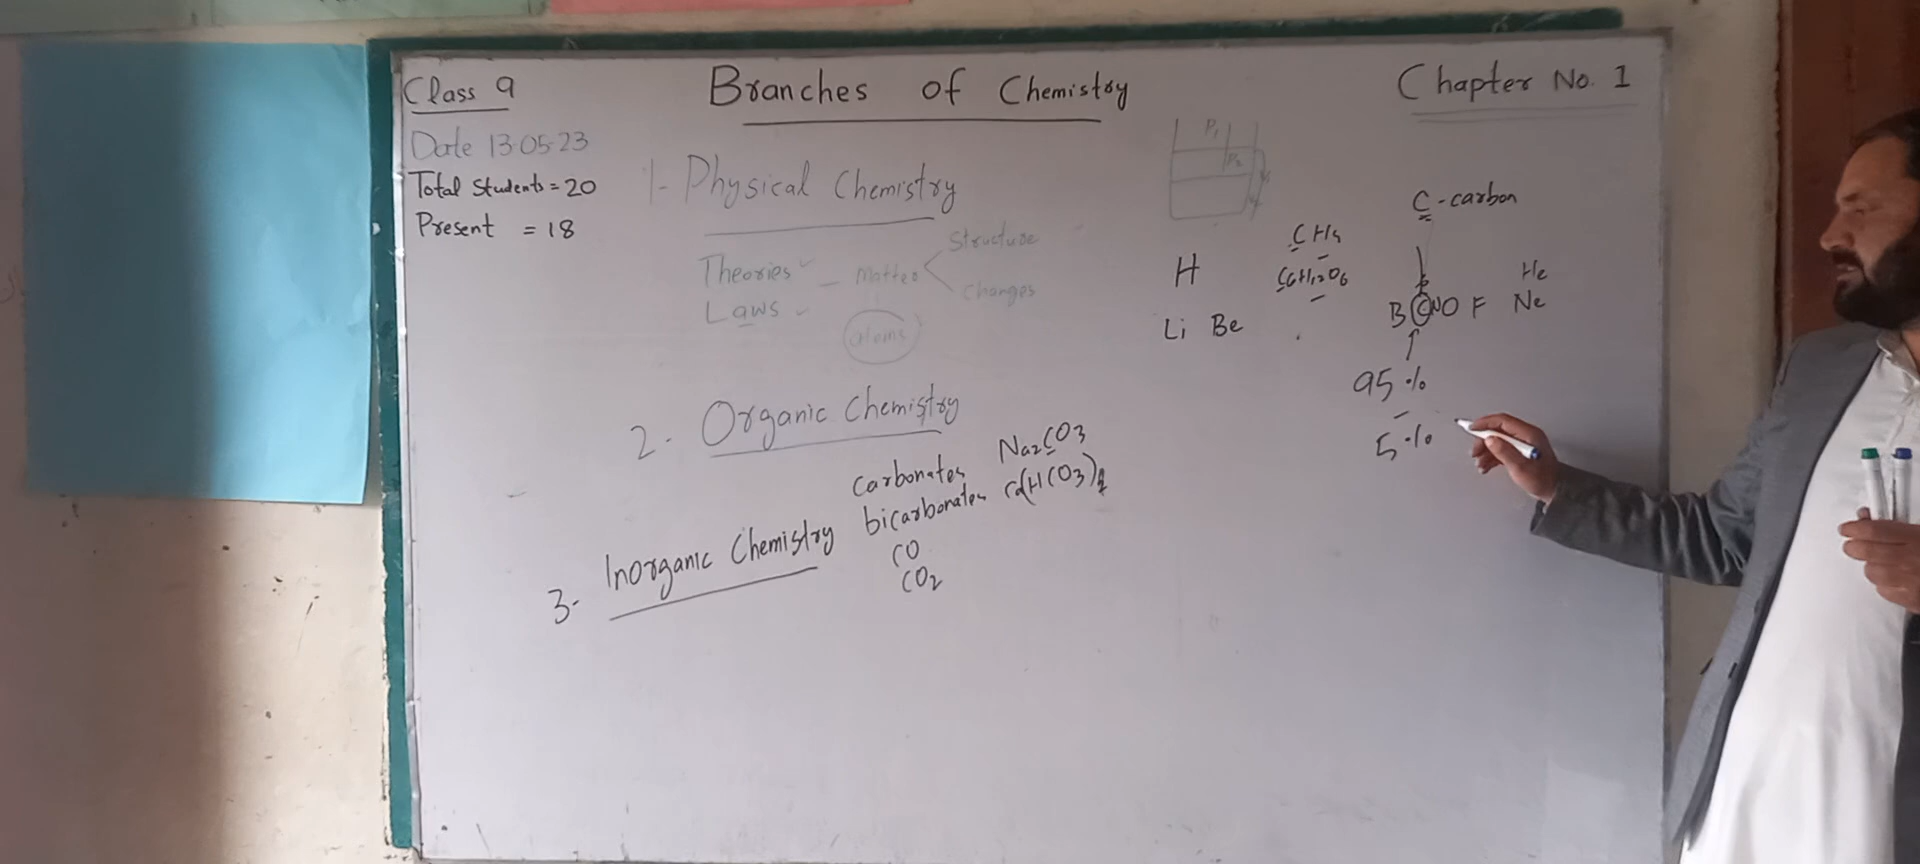 Class 9
Branches of Chemistry
Chapter No. 1
Date 13.05.23
Total Students = 20
Present = 18
1- Physical Chemistry
Theories - Matter
Structure
Changes
Laws
atoms
2- Organic Chemistry
3- Inorganic Chemistry
Carbonates Na2CO3
bicarbonates
CO
CO2
P1
P2
C - carbon
CH4
C6H12O6
H
He
Li Be
B C N O F Ne
95 %
5 %